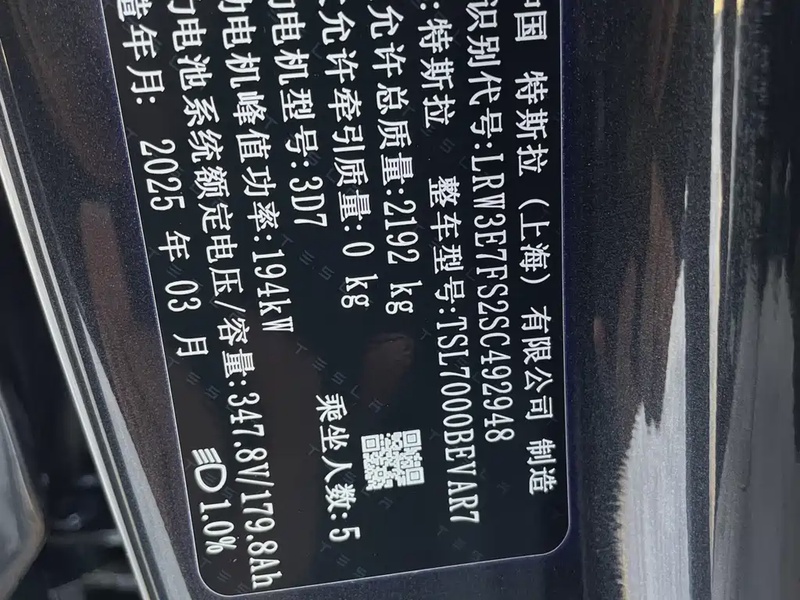 中国 特斯拉（上海）有限公司 制造
识别代号:LRW3E7FS2SC492948
:特斯拉 整车型号:TSL7000BEVAR7
允许总质量:2192 kg
允许牵引质量: 0 kg 乘坐人数:5
电机型号:3D7
电机峰值功率:194kW
力电池系统额定电压/容量:347.8V/179.8Ah
造年月: 2025 年 03 月 1.0%
TESLA